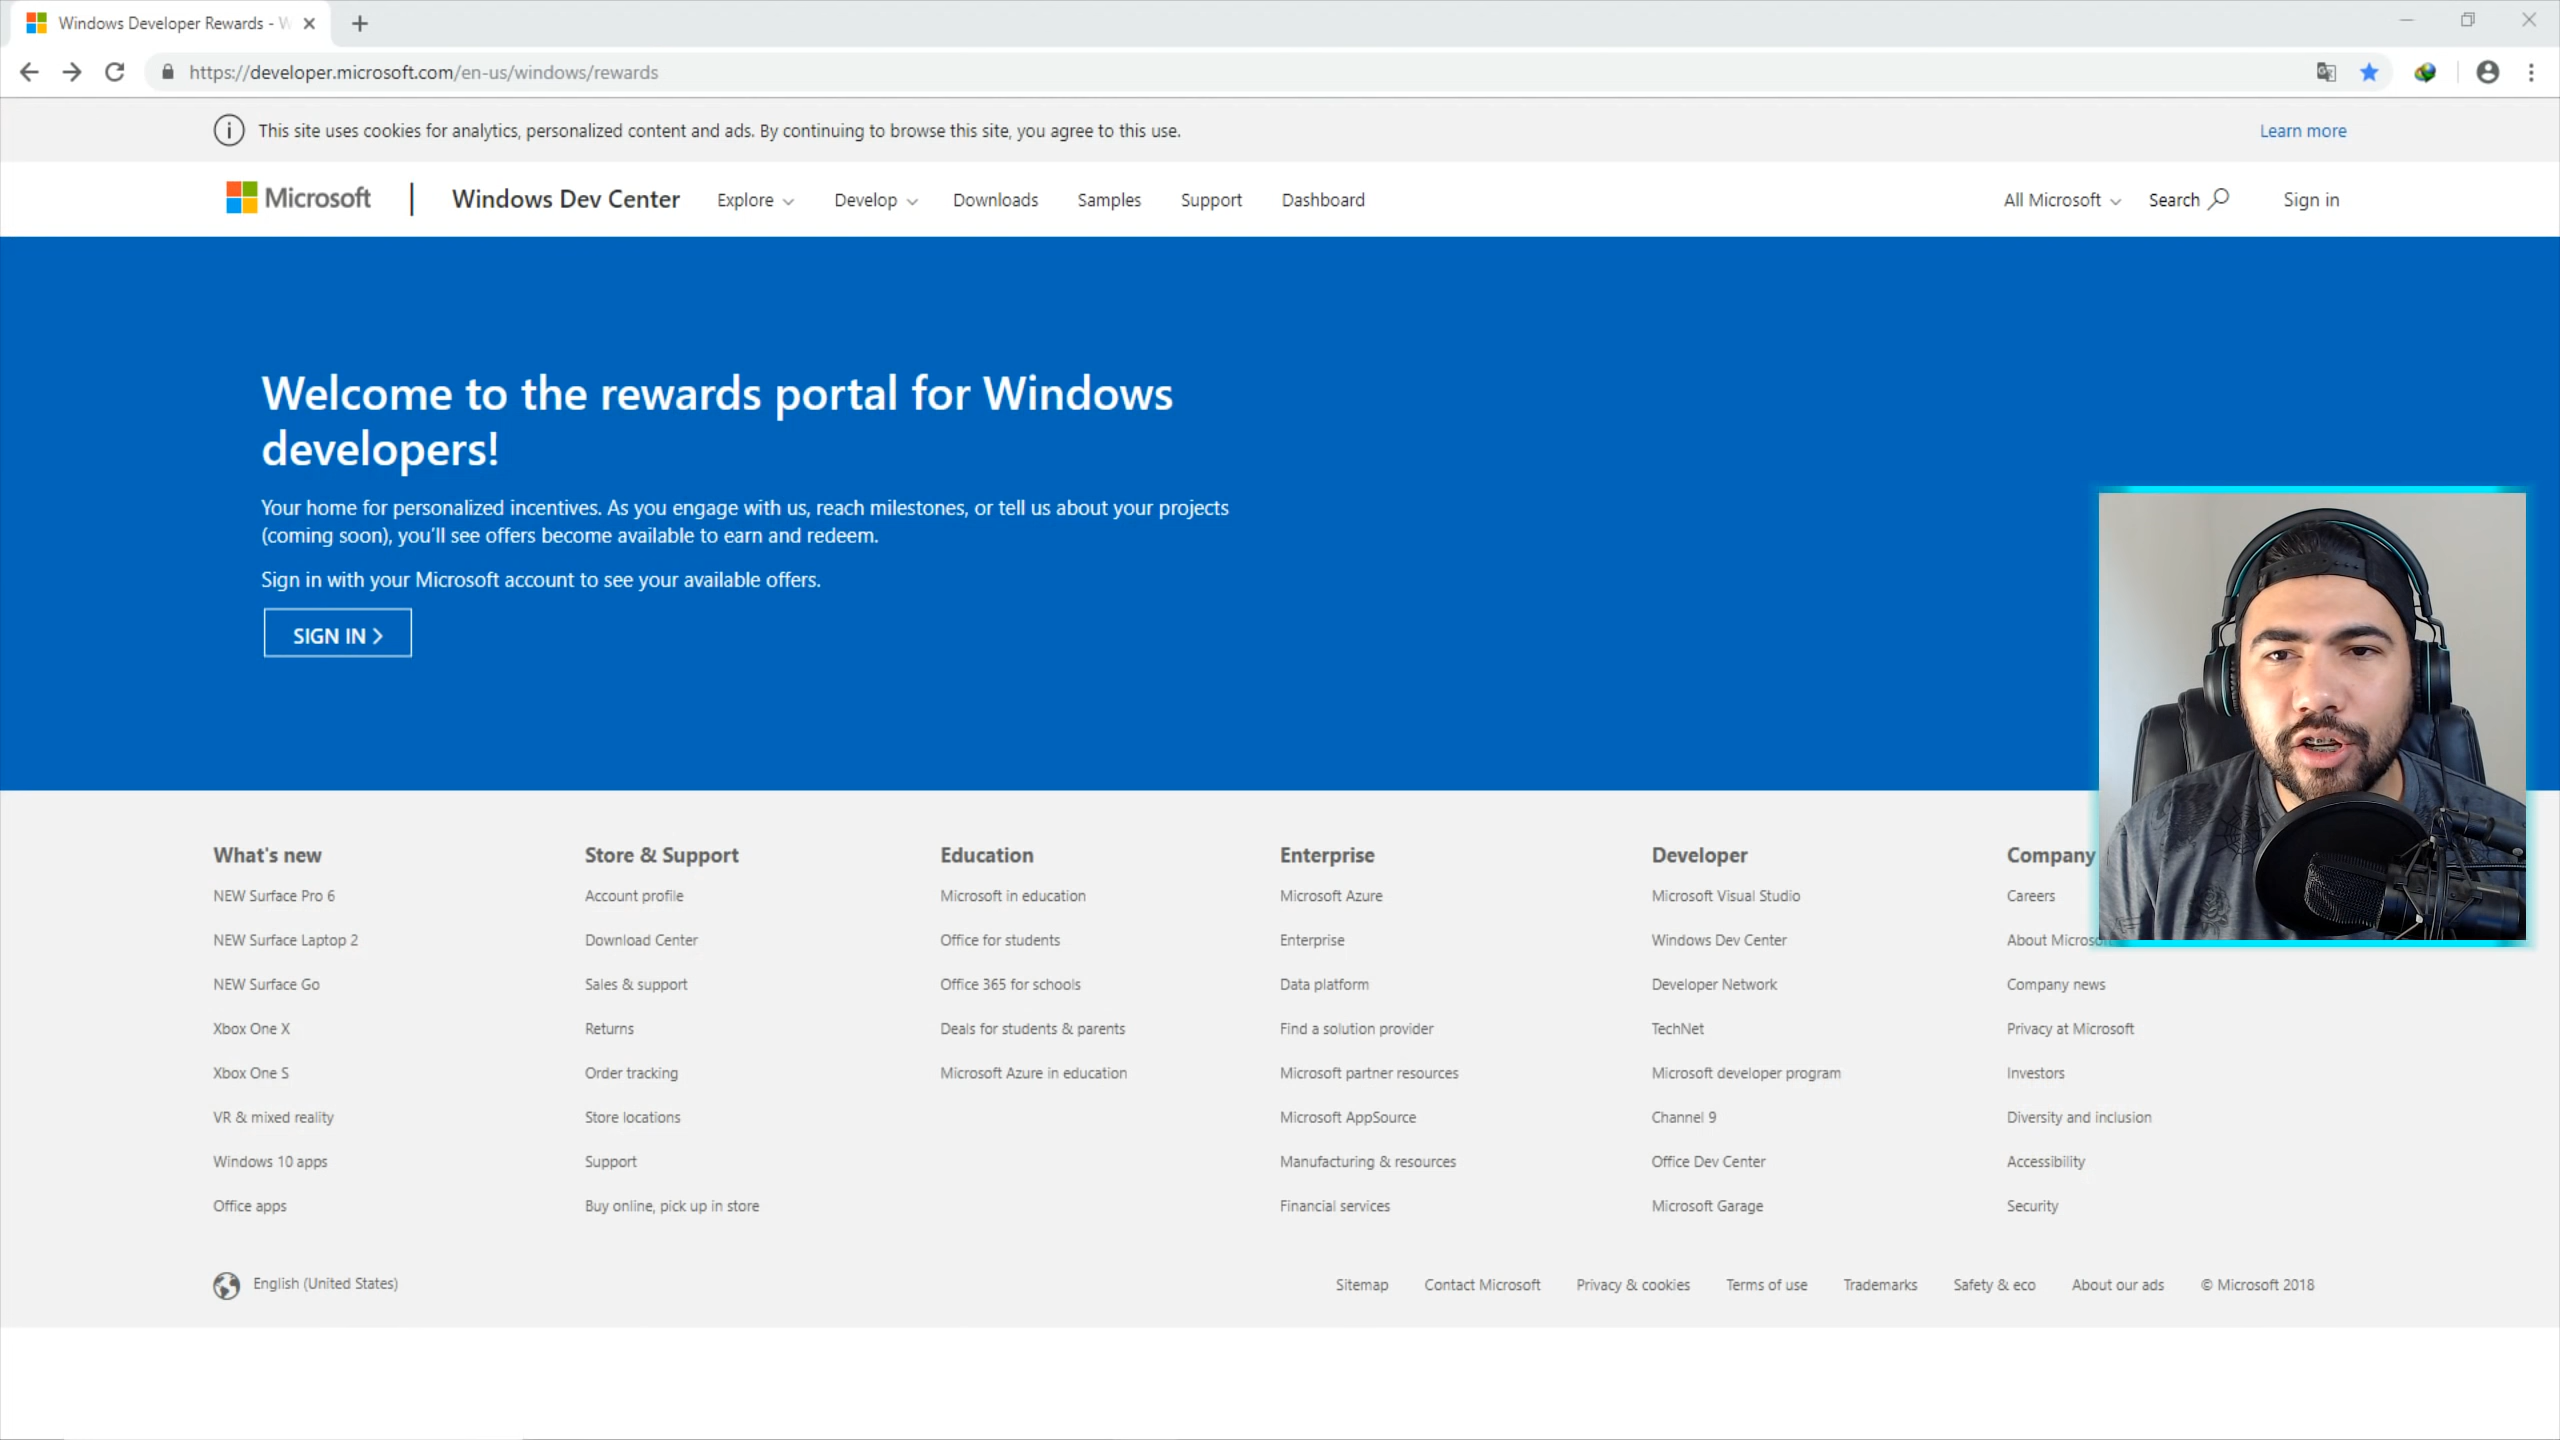 Windows Developer Rewards - W
https://developer.microsoft.com/en-us/windows/rewards
This site uses cookies for analytics, personalized content and ads. By continuing to browse this site, you agree to this use.
Learn more
Microsoft
Windows Dev Center
Explore
Develop
Downloads
Samples
Support
Dashboard
All Microsoft
Search
Sign in
Welcome to the rewards portal for Windows
developers!
Your home for personalized incentives. As you engage with us, reach milestones, or tell us about your projects
(coming soon), you’ll see offers become available to earn and redeem.
Sign in with your Microsoft account to see your available offers.
SIGN IN
What's new
NEW Surface Pro 6
NEW Surface Laptop 2
NEW Surface Go
Xbox One X
Xbox One S
VR & mixed reality
Windows 10 apps
Office apps
Store & Support
Account profile
Download Center
Sales & support
Returns
Order tracking
Store locations
Support
Buy online, pick up in store
Education
Microsoft in education
Office for students
Office 365 for schools
Deals for students & parents
Microsoft Azure in education
Enterprise
Microsoft Azure
Enterprise
Data platform
Find a solution provider
Microsoft partner resources
Microsoft AppSource
Manufacturing & resources
Financial services
Developer
Microsoft Visual Studio
Windows Dev Center
Developer Network
TechNet
Microsoft developer program
Channel 9
Office Dev Center
Microsoft Garage
Company
Careers
About Microso
Company news
Privacy at Microsoft
Investors
Diversity and inclusion
Accessibility
Security
English (United States)
Sitemap
Contact Microsoft
Privacy & cookies
Terms of use
Trademarks
Safety & eco
About our ads
© Microsoft 2018